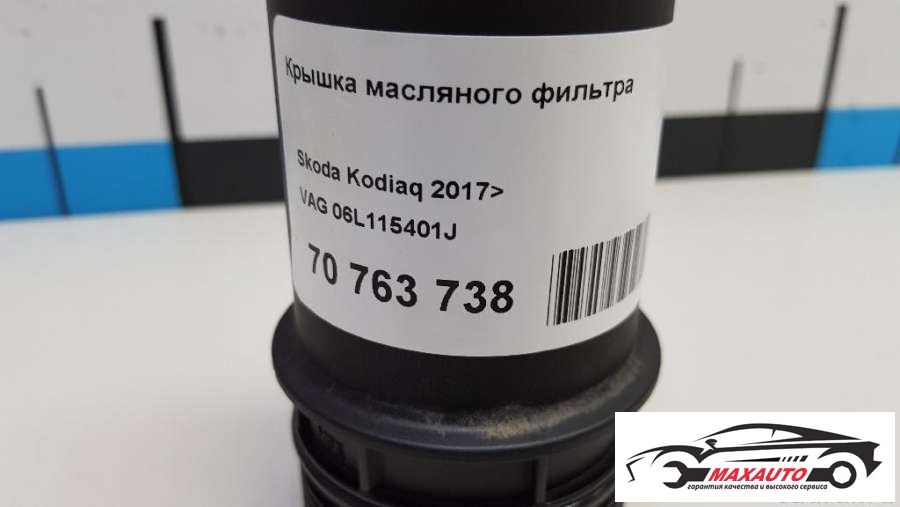 Крышка масляного фильтра
Skoda Kodiaq 2017>
VAG 06L115401J
70 763 738
MAXAUTO
гарантия качества и высокого сервиса